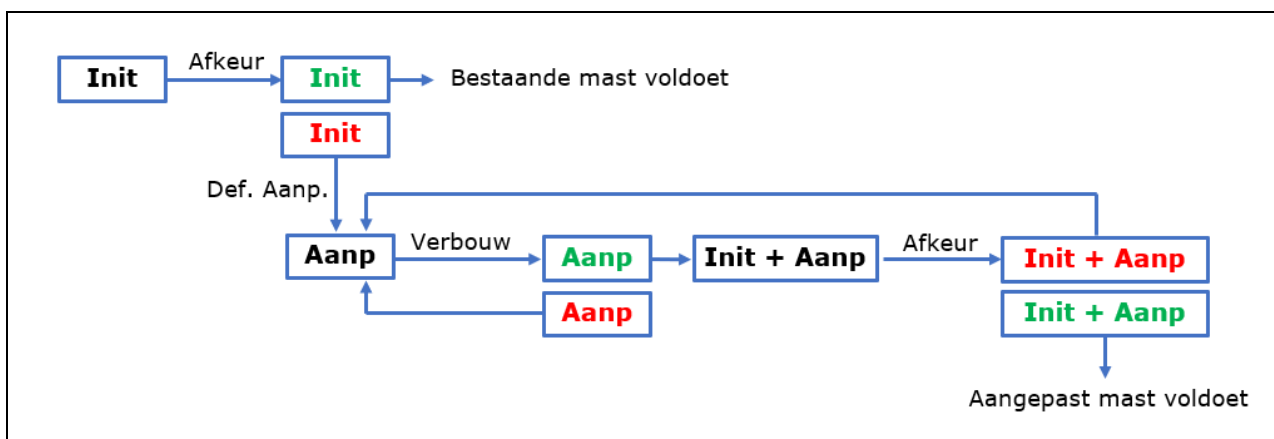 Afkeur
Init
Init
Bestaande mast voldoet
Init
Def. Aanp.
Aanp
Verbouw
Aanp
Init + Aanp
Afkeur
Init + Aanp
Aanp
Init + Aanp
Aangepast mast voldoet